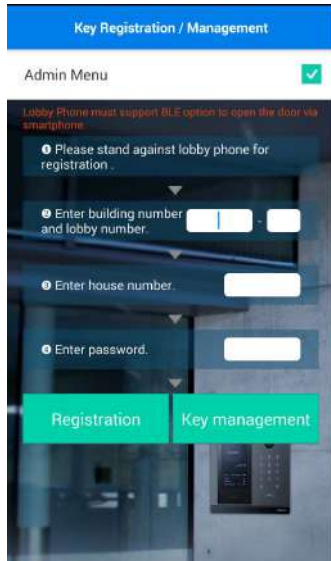 Key Registration / Management
Admin Menu
Lobby Phone must support BLE option to open the door via
smartphone
❶ Please stand against lobby phone for
registration .
❷ Enter building number
and lobby number.
-
❸ Enter house number.
❹ Enter password.
Registration
Key management